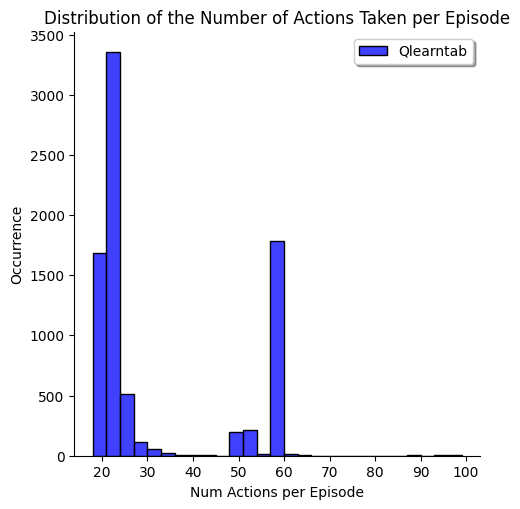 Distribution of the Number of Actions Taken per Episode
Qlearntab
Occurrence
3500
3000
2500
2000
1500
1000
500
0
20 30 40 50 60 70 80 90 100
Num Actions per Episode